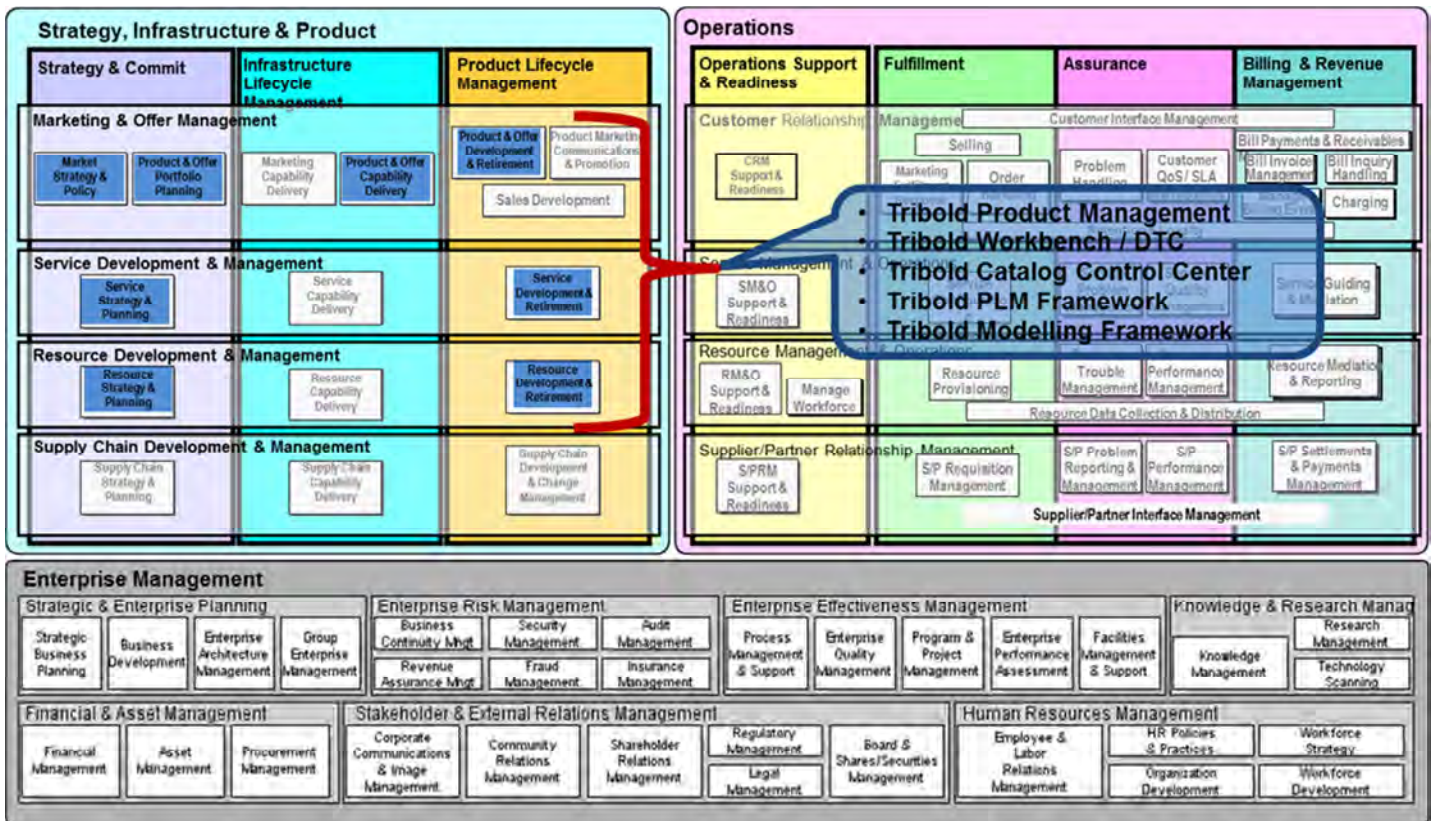 Strategy, Infrastructure & Product
Strategy & Commit
Infrastructure
Lifecycle
Management
Product Lifecycle
Management
Marketing & Offer Management
Market
Strategy &
Policy
Product & Offer
Portfolio
Planning
Marketing
Capability
Delivery
Product & Offer
Capability
Delivery
Product & Offer
Development
& Retirement
Product Marketing
Communications
& Promotion
Sales Development
Service Development & Management
Service
Strategy &
Planning
Service
Capability
Delivery
Service
Development &
Retirement
Resource Development & Management
Resource
Strategy &
Planning
Resource
Capability
Delivery
Resource
Development &
Retirement
Supply Chain Development & Management
Supply Chain
Strategy &
Planning
Supply Chain
Capability
Delivery
Supply Chain
Development
& Change
Management
Operations
Operations Support
& Readiness
Fulfillment
Assurance
Billing & Revenue
Management
Customer Relationship Management
Customer Interface Management
Selling
Bill Payments & Receivables
CRM
Support &
Readiness
Marketing
Order
Problem
Handling
Customer
QoS / SLA
Bill Invoice
Management
Bill Inquiry
Handling
Charging
• Tribold Product Management
• Tribold Workbench / DTC
• Tribold Catalog Control Center
• Tribold PLM Framework
• Tribold Modelling Framework
SM&O
Support &
Readiness
Resource Management & Operations
RM&O
Support &
Readiness
Manage
Workforce
Resource
Provisioning
Trouble
Management
Performance
Management
Resource Mediation
& Reporting
Resource Data Collection & Distribution
Supplier/Partner Relationship Management
S/PRM
Support &
Readiness
S/P Requisition
Management
S/P Problem
Reporting &
Management
S/P
Performance
Management
S/P Settlements
& Payments
Management
Supplier/Partner Interface Management
Enterprise Management
Strategic & Enterprise Planning
Strategic
Business
Planning
Business
Development
Enterprise
Architecture
Management
Group
Enterprise
Management
Enterprise Risk Management
Business
Continuity Mngt
Security
Management
Audit
Management
Revenue
Assurance Mngt
Fraud
Management
Insurance
Management
Enterprise Effectiveness Management
Process
Management
& Support
Enterprise
Quality
Management
Program &
Project
Management
Enterprise
Performance
Assessment
Facilities
Management
& Support
Knowledge & Research Manag
Knowledge
Management
Research
Management
Technology
Scanning
Financial & Asset Management
Financial
Management
Asset
Management
Procurement
Management
Stakeholder & External Relations Management
Corporate
Communications
& Image
Management
Community
Relations
Management
Shareholder
Relations
Management
Regulatory
Management
Legal
Management
Board &
Shares/Securities
Management
Human Resources Management
Employee &
Labor
Relations
Management
HR Policies
& Practices
Organization
Development
Workforce
Strategy
Workforce
Development